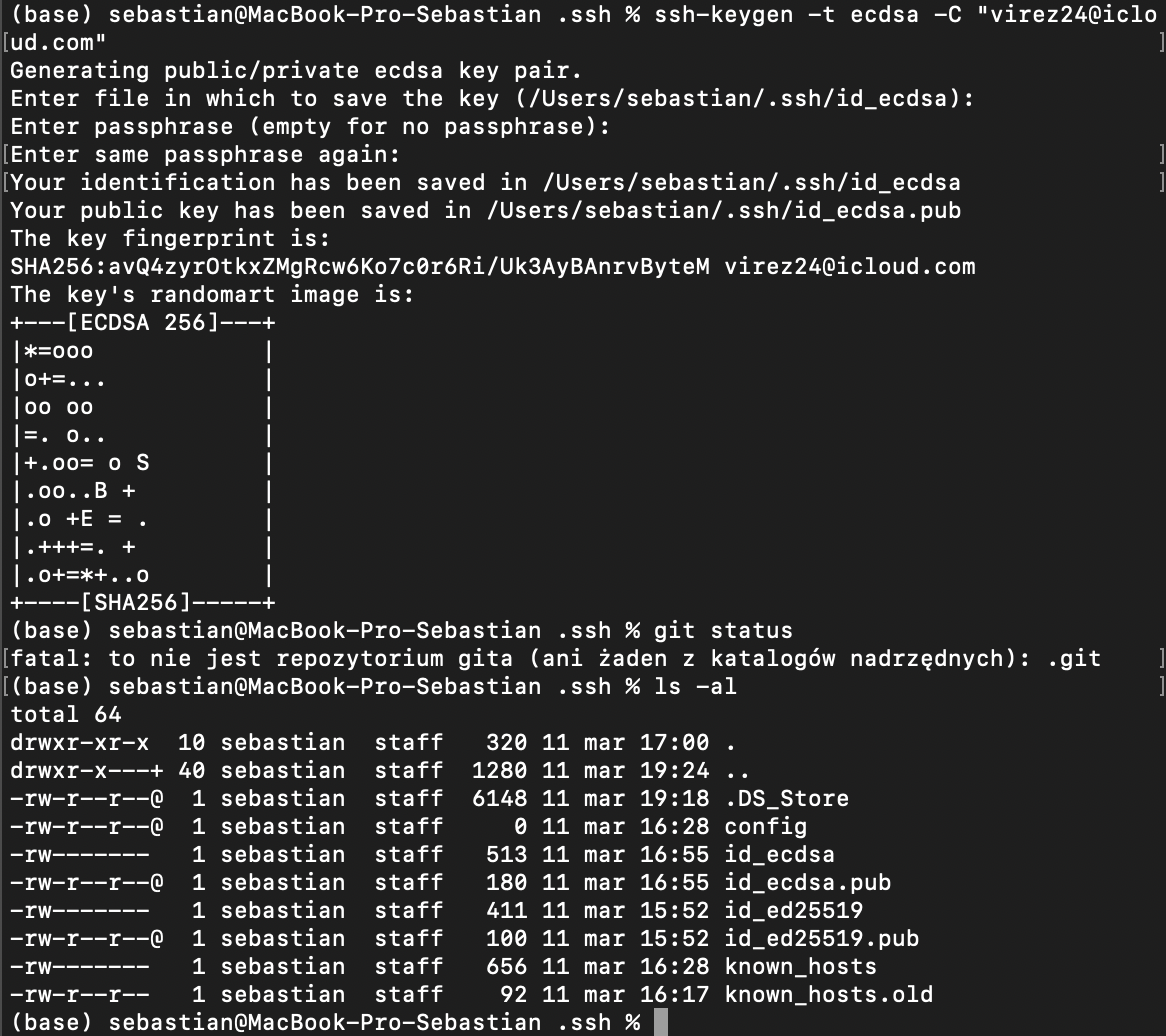 (base) sebastian@MacBook-Pro-Sebastian .ssh % ssh-keygen -t ecdsa -C "virez24@iclo
[ud.com" ]
Generating public/private ecdsa key pair.
Enter file in which to save the key (/Users/sebastian/.ssh/id_ecdsa):
Enter passphrase (empty for no passphrase):
[Enter same passphrase again: ]
[Your identification has been saved in /Users/sebastian/.ssh/id_ecdsa ]
Your public key has been saved in /Users/sebastian/.ssh/id_ecdsa.pub
The key fingerprint is:
SHA256:avQ4zyrOtkxZMgRcw6Ko7c0r6Ri/Uk3AyBAnrvByteM virez24@icloud.com
The key's randomart image is:
+---[ECDSA 256]---+
|*=ooo            |
|o+=...           |
|oo oo            |
|=. o..           |
|+.oo= o S        |
|.oo..B +         |
|.o +E = .        |
|.+++=. +         |
|.o+=*+..o        |
+----[SHA256]-----+
(base) sebastian@MacBook-Pro-Sebastian .ssh % git status
[fatal: to nie jest repozytorium gita (ani żaden z katalogów nadrzędnych): .git ]
[(base) sebastian@MacBook-Pro-Sebastian .ssh % ls -al ]
total 64
drwxr-xr-x  10 sebastian  staff   320 11 mar 17:00 .
drwxr-x---+ 40 sebastian  staff  1280 11 mar 19:24 ..
-rw-r--r--@  1 sebastian  staff  6148 11 mar 19:18 .DS_Store
-rw-r--r--@  1 sebastian  staff     0 11 mar 16:28 config
-rw-------   1 sebastian  staff   513 11 mar 16:55 id_ecdsa
-rw-r--r--@  1 sebastian  staff   180 11 mar 16:55 id_ecdsa.pub
-rw-------   1 sebastian  staff   411 11 mar 15:52 id_ed25519
-rw-r--r--@  1 sebastian  staff   100 11 mar 15:52 id_ed25519.pub
-rw-------   1 sebastian  staff   656 11 mar 16:28 known_hosts
-rw-r--r--   1 sebastian  staff    92 11 mar 16:17 known_hosts.old
(base) sebastian@MacBook-Pro-Sebastian .ssh %